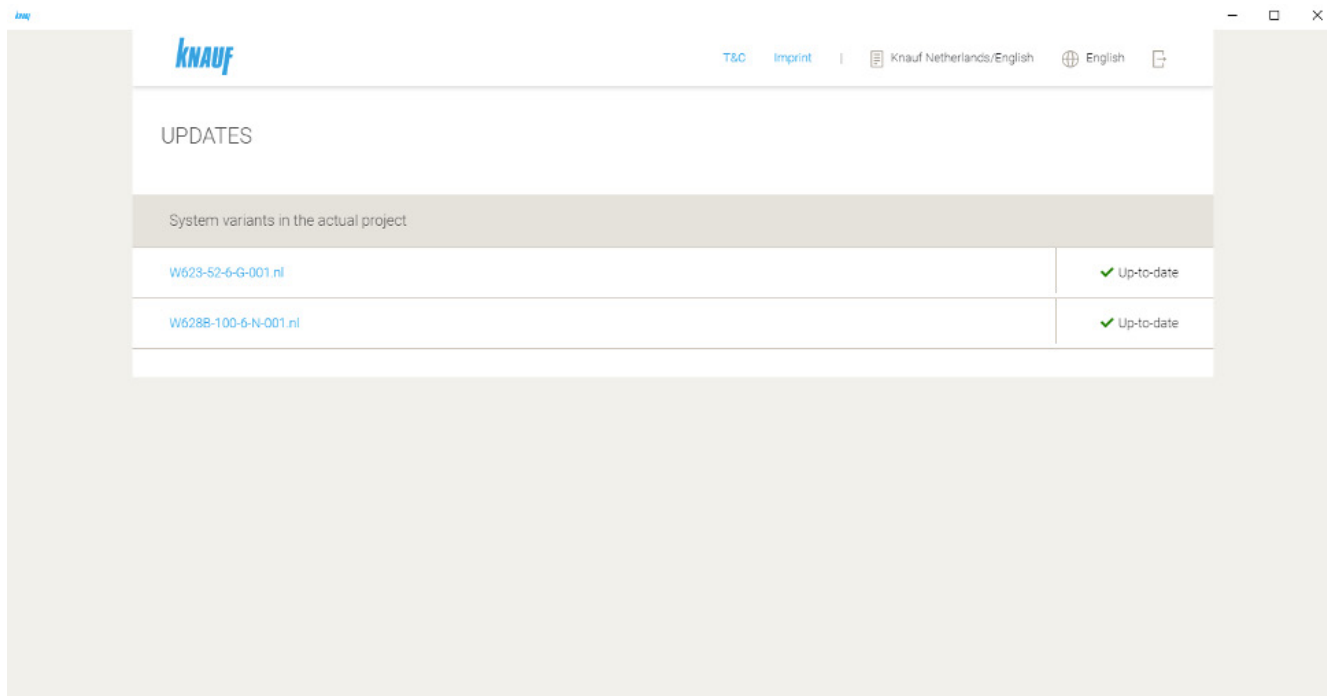 knauf
KNAUF
T&C Imprint | Knauf Netherlands/English English
UPDATES
System variants in the actual project
W623-52-6-G-001.nl Up-to-date
W628B-100-6-N-001.nl Up-to-date